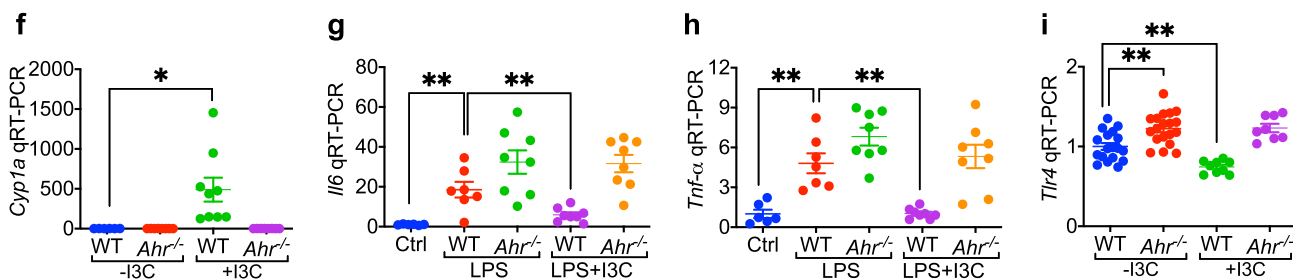 f
Cyp1a qRT-PCR
2000
1500
1000
500
0
*
WT Ahr-/- WT Ahr-/-
-I3C +I3C
g
Il6 qRT-PCR
80
60
40
20
0
** **
Ctrl WT Ahr-/- WT Ahr-/-
LPS LPS+I3C
h
Tnf-α qRT-PCR
12
9
6
3
0
** **
Ctrl WT Ahr-/- WT Ahr-/-
LPS LPS+I3C
i
Tlr4 qRT-PCR
2
1
0
**
**
WT Ahr-/- WT Ahr-/-
-I3C +I3C